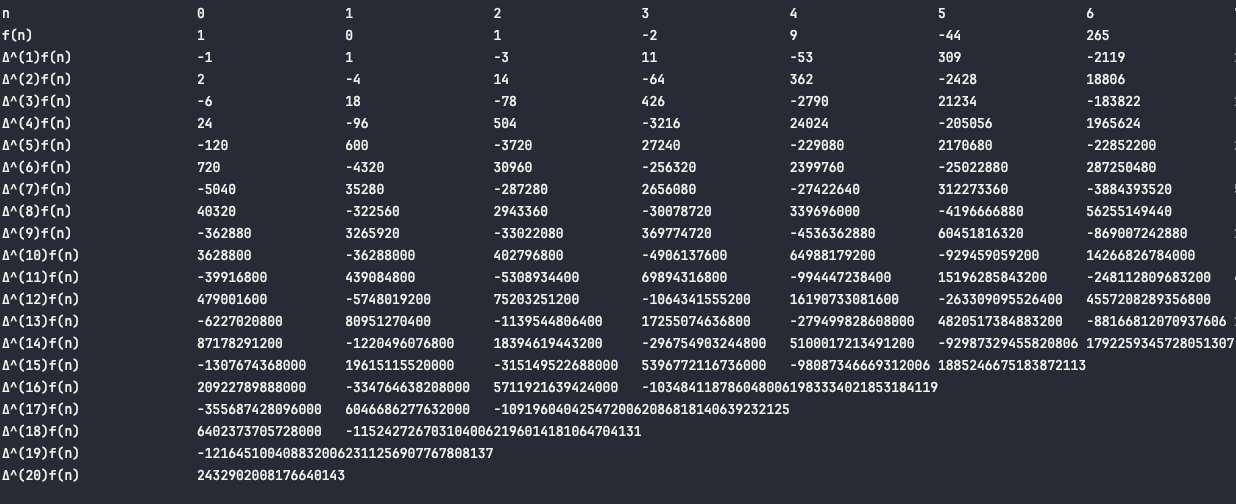 n 0 1 2 3 4 5 6
f(n) 1 0 1 -2 9 -44 265
Δ^(1)f(n) -1 1 -3 11 -53 309 -2119
Δ^(2)f(n) 2 -4 14 -64 362 -2428 18806
Δ^(3)f(n) -6 18 -78 426 -2790 21234 -183822
Δ^(4)f(n) 24 -96 504 -3216 24024 -205056 1965624
Δ^(5)f(n) -120 600 -3720 27240 -229080 2170680 -22852200
Δ^(6)f(n) 720 -4320 30960 -256320 2399760 -25022880 287250480
Δ^(7)f(n) -5040 35280 -287280 2656080 -27422640 312273360 -3884393520
Δ^(8)f(n) 40320 -322560 2943360 -30078720 339696000 -4196666880 56255149440
Δ^(9)f(n) -362880 3265920 -33022080 369774720 -4536362880 60451816320 -869007242880
Δ^(10)f(n) 3628800 -36288000 402796800 -4906137600 64988179200 -929459059200 14266826784000
Δ^(11)f(n) -39916800 439084800 -5308934400 69894316800 -994447238400 15196285843200 -248112809683200
Δ^(12)f(n) 479001600 -5748019200 75203251200 -1064341555200 16190733081600 -263309095526400 4557208289356800
Δ^(13)f(n) -6227020800 80951270400 -1139544806400 17255074636800 -279499828608000 4820517384883200 -88166812070937606
Δ^(14)f(n) 87178291200 -1220496076800 18394619443200 -296754903244800 5100017213491200 -92987329455820806 1792259345728051307
Δ^(15)f(n) -1307674368000 19615115520000 -315149522688000 5396772116736000 -98087346669312006 1885246675183872113
Δ^(16)f(n) 20922789888000 -334764638208000 5711921639424000 -1034841187860480061983334021853184119
Δ^(17)f(n) -355687428096000 6046686277632000 -1091960404254720062086818140639232125
Δ^(18)f(n) 6402373705728000 -1152427267031040062196014181064704131
Δ^(19)f(n) -1216451004088320062311256907767808137
Δ^(20)f(n) 2432902008176640143